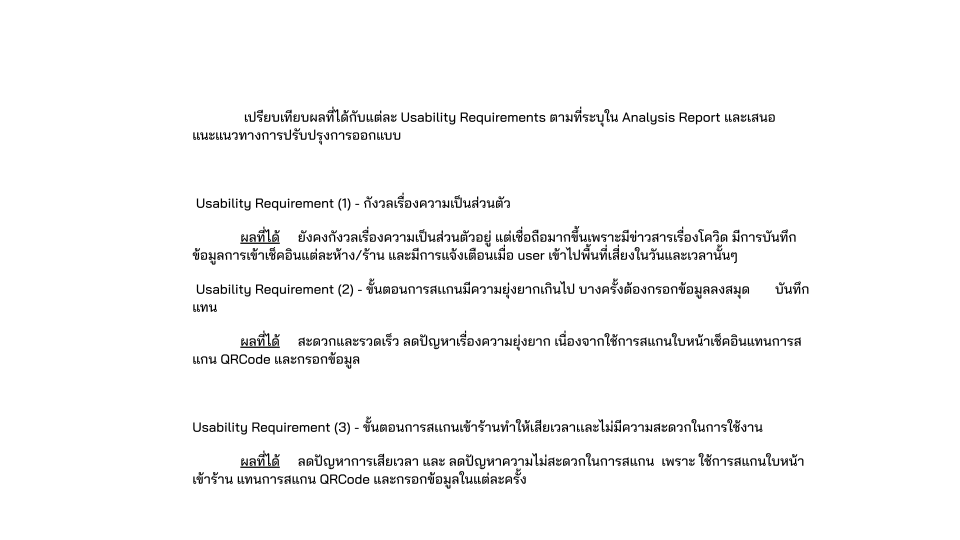 เปรียบเทียบผลที่ได้กับแต่ละ Usability Requirements ตามที่ระบุใน Analysis Report และเสนอ
แนะแนวทางการปรับปรุงการออกแบบ
Usability Requirement (1) - กังวลเรื่องความเป็นส่วนตัว
ผลที่ได้ ยังคงกังวลเรื่องความเป็นส่วนตัวอยู่ แต่เชื่อถือมากขึ้นเพราะมีข่าวสารเรื่องโควิด มีการบันทึก
ข้อมูลการเข้าเช็คอินแต่ละห้าง/ร้าน และมีการแจ้งเตือนเมื่อ user เข้าไปพื้นที่เสี่ยงในวันและเวลานั้นๆ
Usability Requirement (2) - ขั้นตอนการสแกนมีความยุ่งยากเกินไป บางครั้งต้องกรอกข้อมูลลงสมุด บันทึก
แทน
ผลที่ได้ สะดวกและรวดเร็ว ลดปัญหาเรื่องความยุ่งยาก เนื่องจากใช้การสแกนใบหน้าเช็คอินแทนการส
แกน QRCode และกรอกข้อมูล
Usability Requirement (3) - ขั้นตอนการสแกนเข้าร้านทำให้เสียเวลาและไม่มีความสะดวกในการใช้งาน
ผลที่ได้ ลดปัญหาการเสียเวลา และ ลดปัญหาความไม่สะดวกในการสแกน เพราะ ใช้การสแกนใบหน้า
เข้าร้าน แทนการสแกน QRCode และกรอกข้อมูลในแต่ละครั้ง